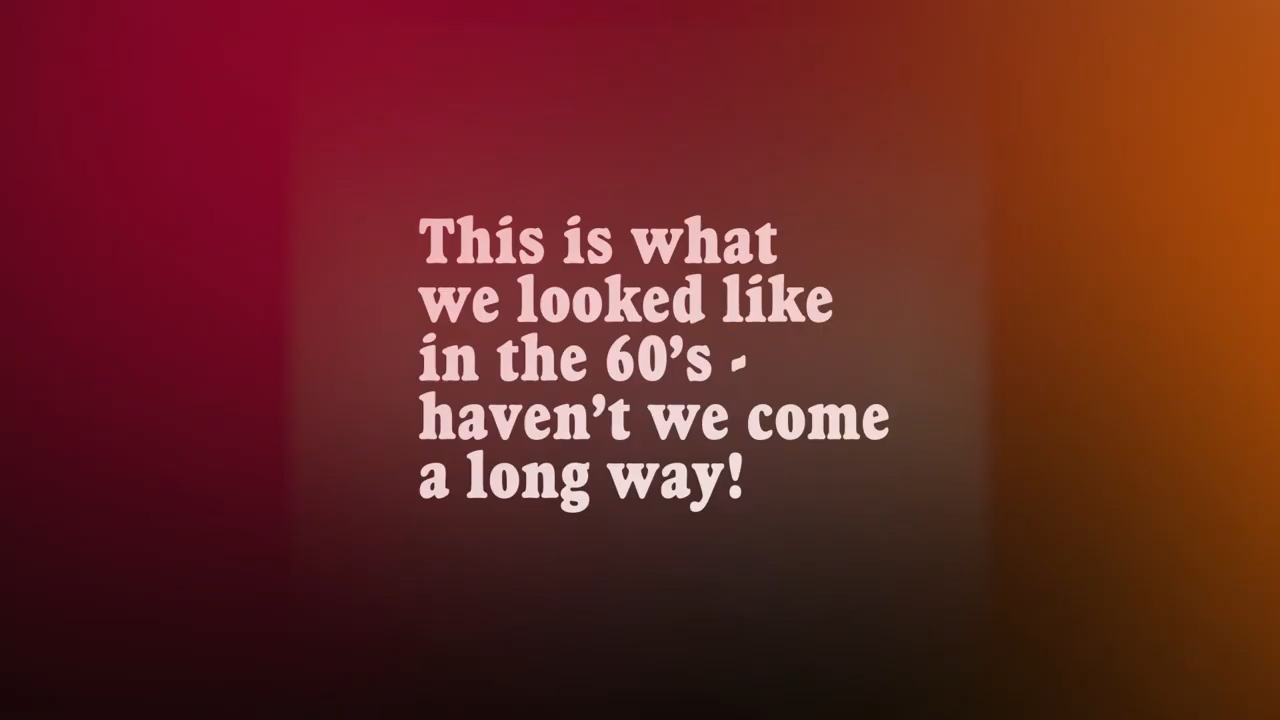 This is what
we looked like
in the 60’s -
haven’t we come
a long way!